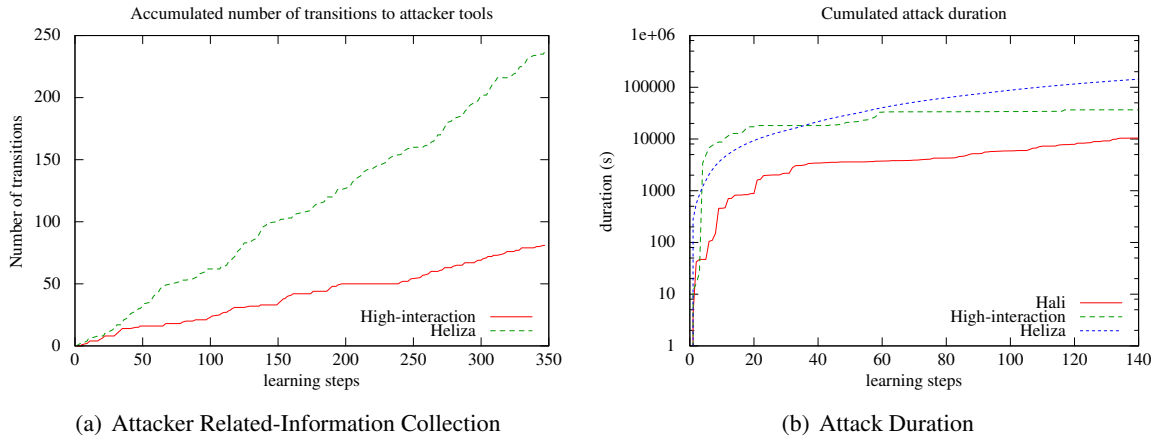 Accumulated number of transitions to attacker tools
250
200
150
100
50
0
Number of transitions
High-interaction
Heliza
0 50 100 150 200 250 300 350
learning steps
(a) Attacker Related-Information Collection
Cumulated attack duration
1e+06
100000
10000
1000
100
10
1
duration (s)
Hali
High-interaction
Heliza
0 20 40 60 80 100 120 140
learning steps
(b) Attack Duration